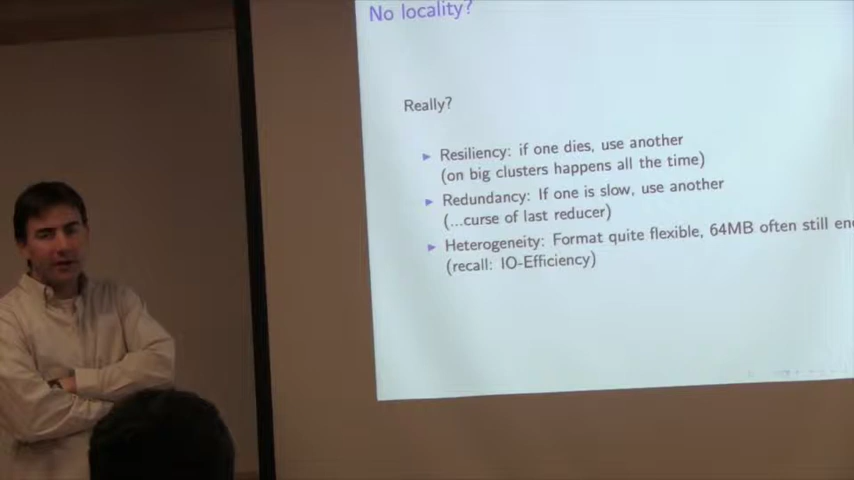 No locality?
Really?
Resiliency: if one dies, use another
(on big clusters happens all the time)
Redundancy: If one is slow, use another
(...curse of last reducer)
Heterogeneity: Format quite flexible, 64MB often still
(recall: IO-Efficiency)